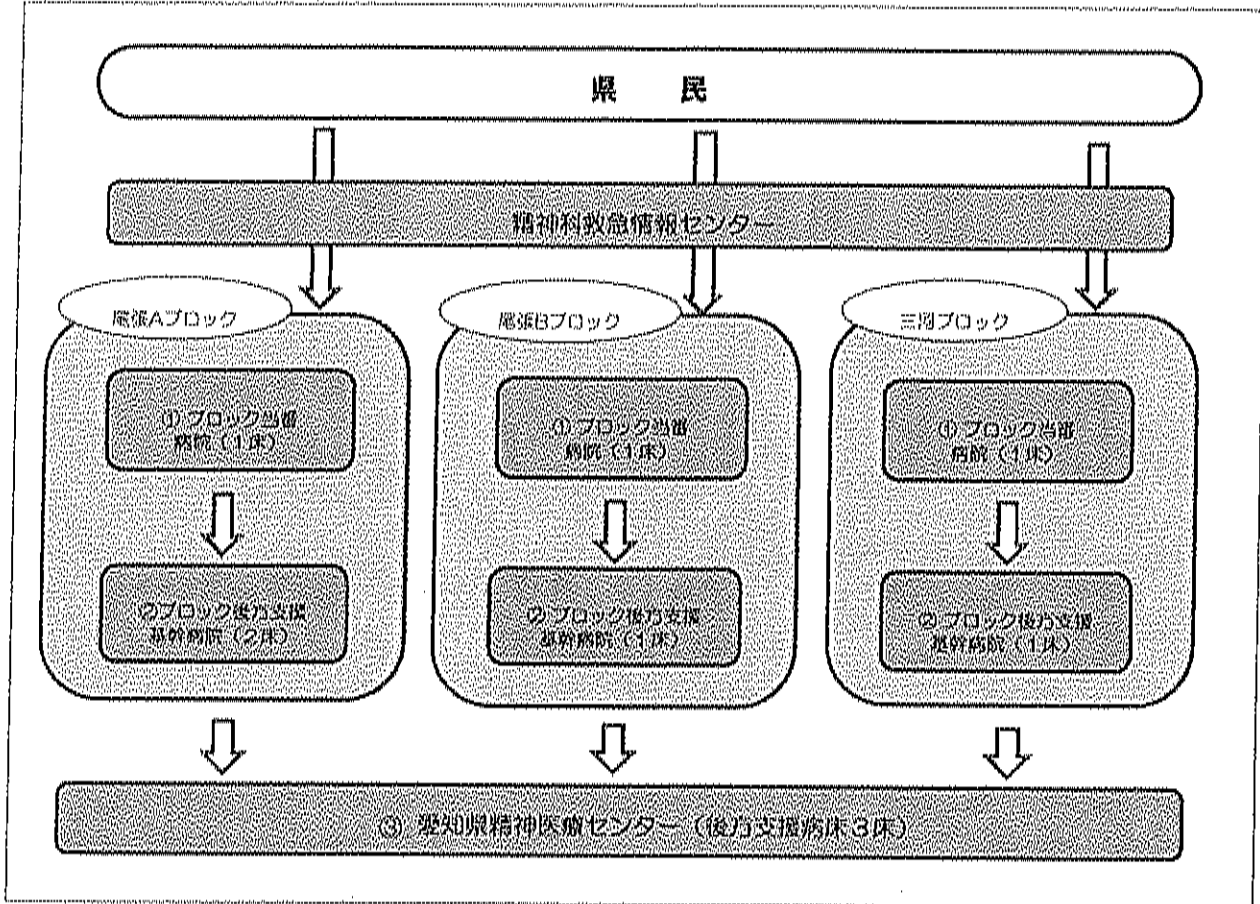 県　　民
精神科救急情報センター
尾張Aブロック
尾張Bブロック
三河ブロック
① ブロック当番
病院（1床）
① ブロック当番
病院（1床）
① ブロック当番
病院（1床）
②ブロック後方支援
基幹病院（2床）
② ブロック後方支援
基幹病院（1床）
② ブロック後方支援
基幹病院（1床）
③ 愛知県精神医療センター（後方支援病床3床）